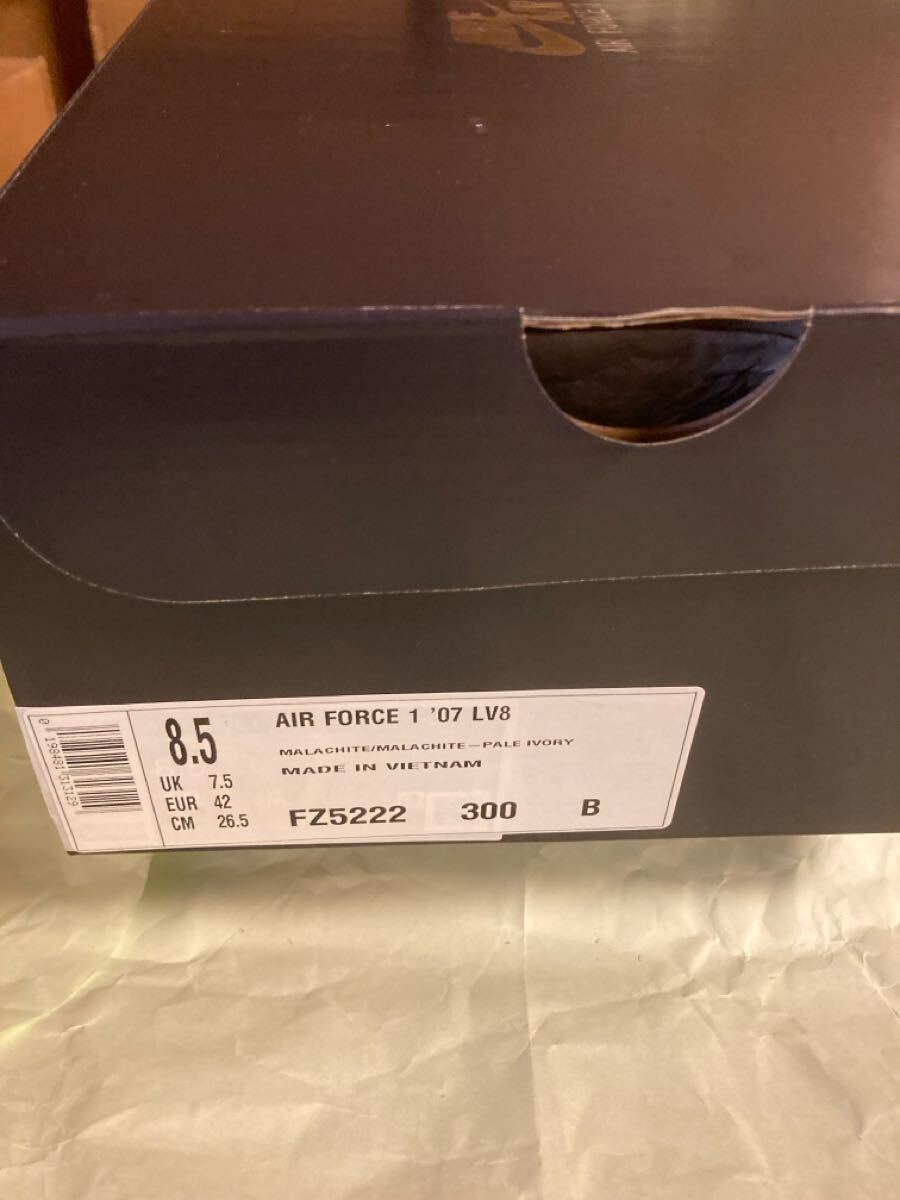 8.5
UK 7.5
EUR 42
CM 26.5
AIR FORCE 1 '07 LV8
MALACHITE/MALACHITE-PALE IVORY
MADE IN VIETNAM
FZ5222 300 B